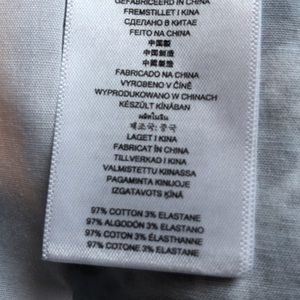 GEFABRICEERD IN CHINA
FREMSTILLET I KINA
СДЕЛАНО В КИТАЕ
FEITO NA CHINA
中国製
中国制造
中國製造
FABRICADO NA CHINA
VYROBENO V ČÍNĚ
WYPRODUKOWANO W CHINACH
KÉSZÜLT KÍNÁBAN
ผลิตในจีน
제조국: 중국
LAGET I KINA
FABRICAT ÎN CHINA
TILLVERKAD I KINA
VALMISTETTU KIINASSA
PAGAMINTA KINIJOJE
IZGATAVOTS ĶĪNĀ
97% COTTON 3% ELASTANE
97% ALGODÓN 3% ELASTANO
97% COTON 3% ÉLASTHANNE
97% COTONE 3% ELASTANE